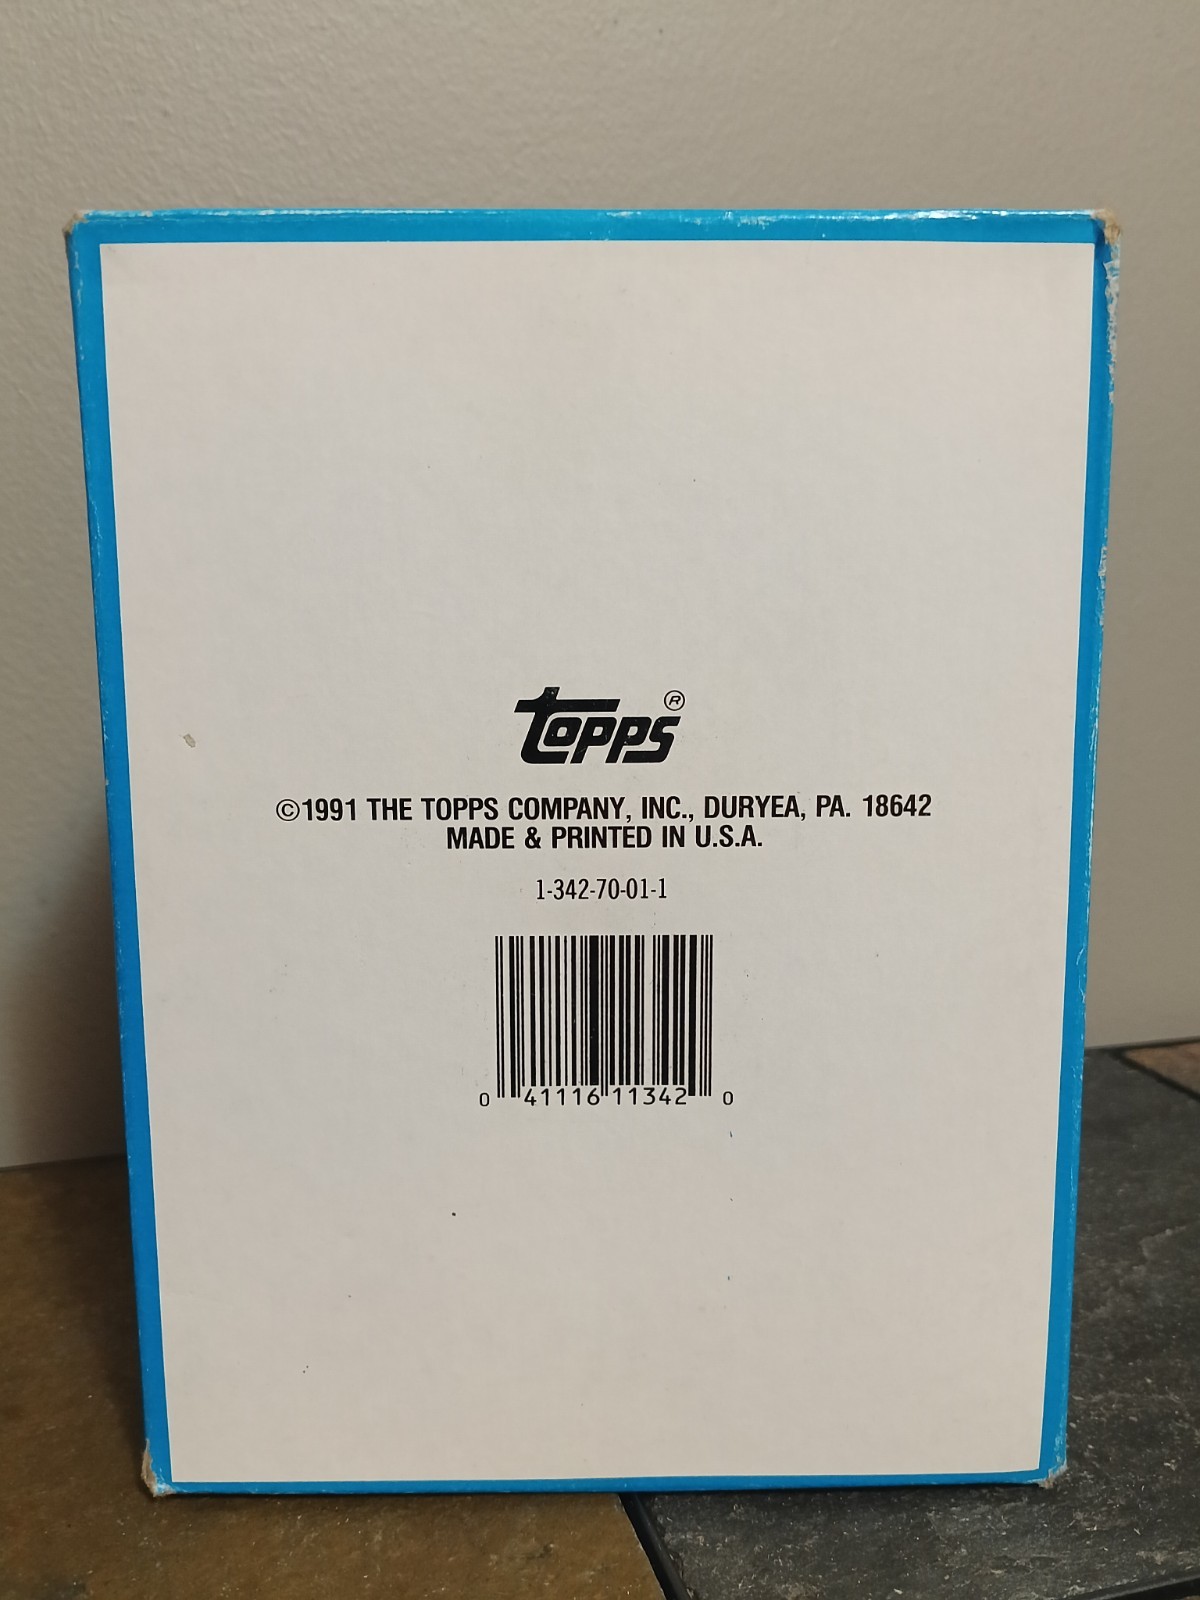 topps®
©1991 THE TOPPS COMPANY, INC., DURYEA, PA. 18642
MADE & PRINTED IN U.S.A.
1-342-70-01-1
0 41116 11342 0